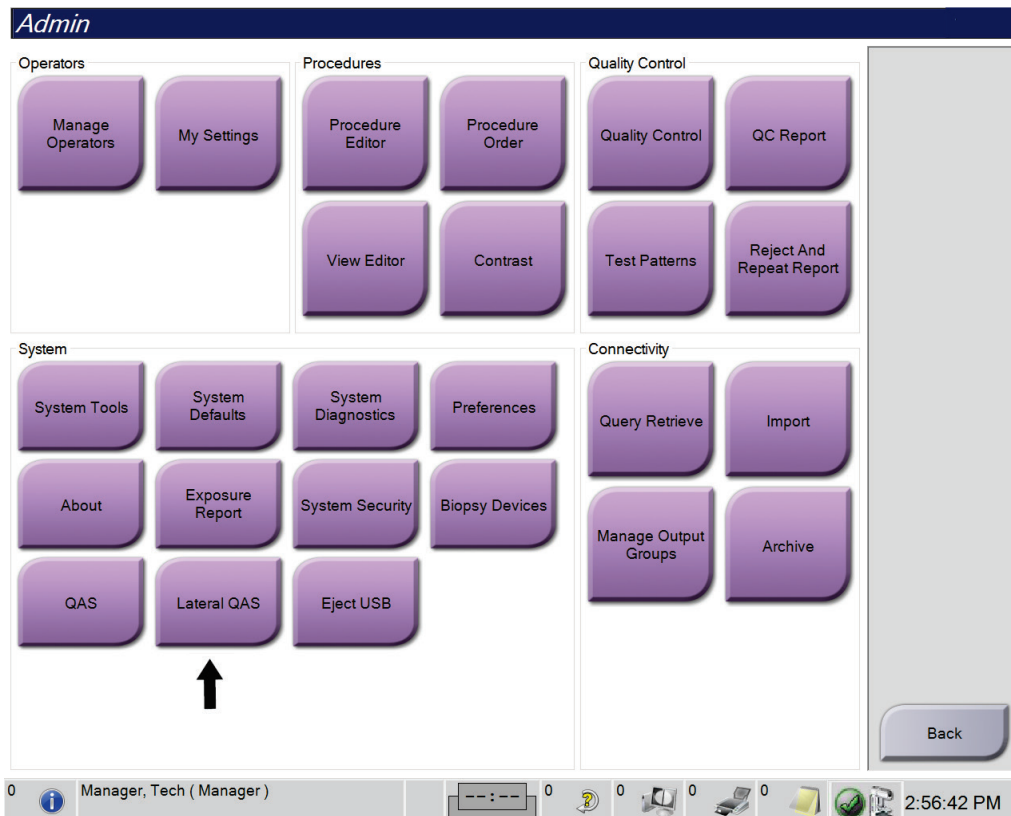 Admin
Operators
Manage
Operators
My Settings
Procedures
Procedure
Editor
Procedure
Order
View Editor
Contrast
Quality Control
Quality Control
QC Report
Test Patterns
Reject And
Repeat Report
System
System Tools
System
Defaults
System
Diagnostics
Preferences
About
Exposure
Report
System Security
Biopsy Devices
QAS
Lateral QAS
Eject USB
Connectivity
Query Retrieve
Import
Manage Output
Groups
Archive
Back
0
Manager, Tech ( Manager )
--:--
0
0
0
0
2:56:42 PM